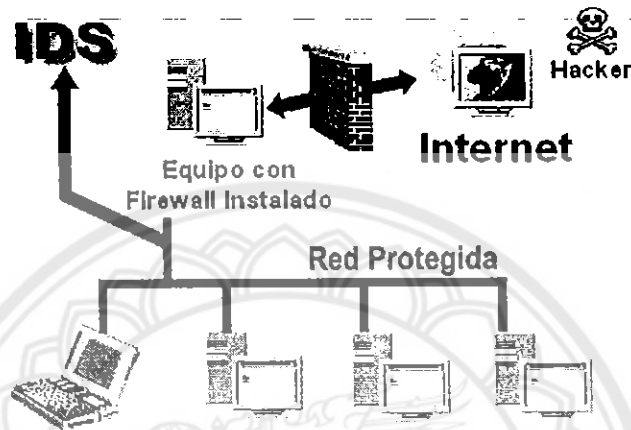 IDS
Hacker
Internet
Equipo con
Firewall Instalado
Red Protegida